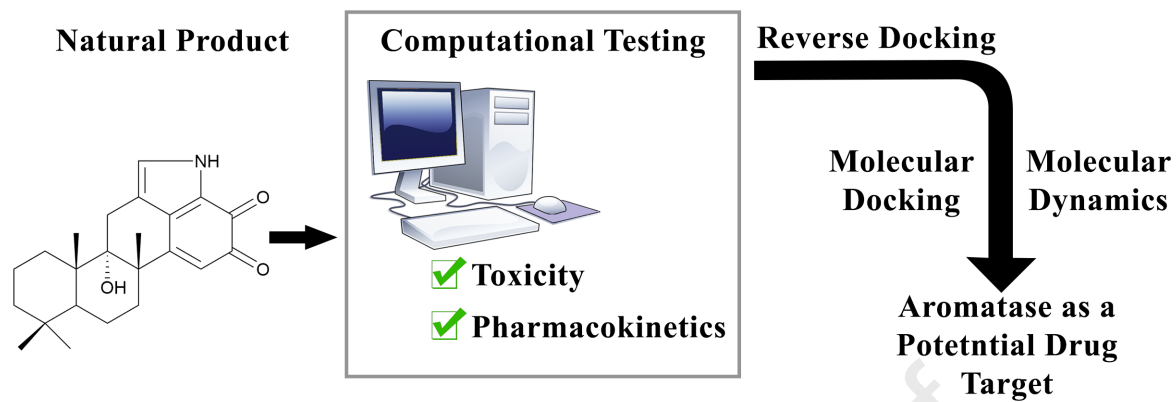 Natural Product
Computational Testing
Reverse Docking
NH
O
O
OH
Toxicity
Pharmacokinetics
Molecular
Docking
Molecular
Dynamics
Aromatase as a
Potetntial Drug
Target
f